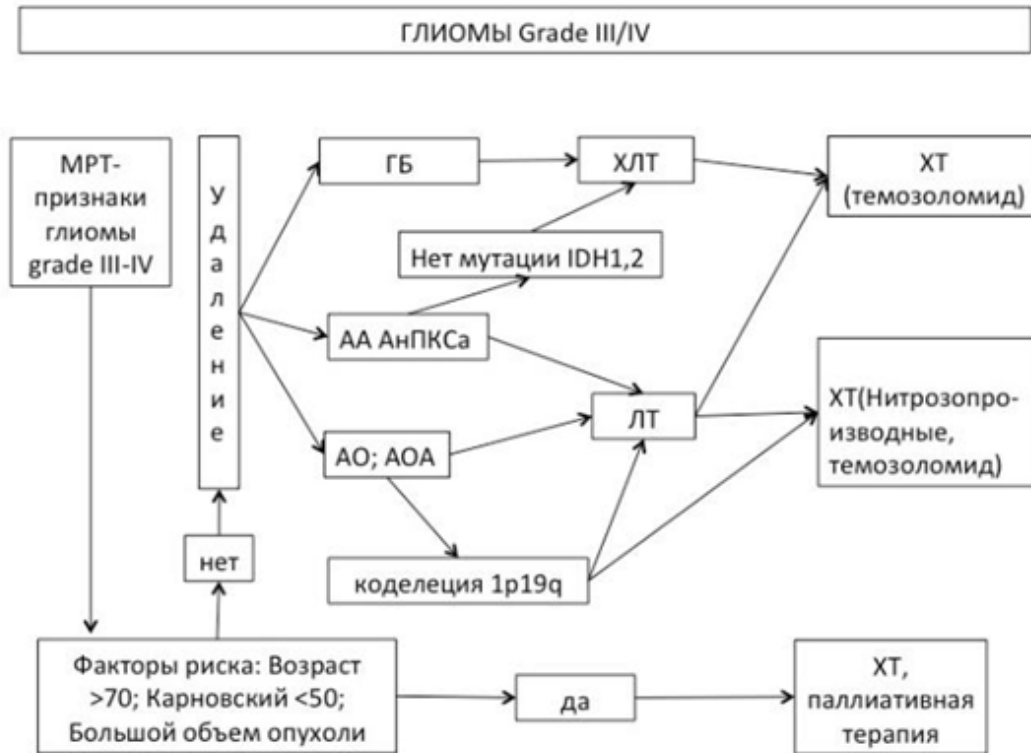 ГЛИОМЫ Grade III/IV
МРТ-
признаки
глиомы
grade III-IV
У
д
а
л
е
н
и
е
ГБ
ХЛТ
ХТ
(темозоломид)
Нет мутации IDH1,2
АА АнПКСа
ЛТ
ХТ(Нитрозопро-
изводные,
темозоломид)
АО; АОА
нет
коделеция 1p19q
Факторы риска: Возраст
>70; Карновский <50;
Большой объем опухоли
да
ХТ,
паллиативная
терапия